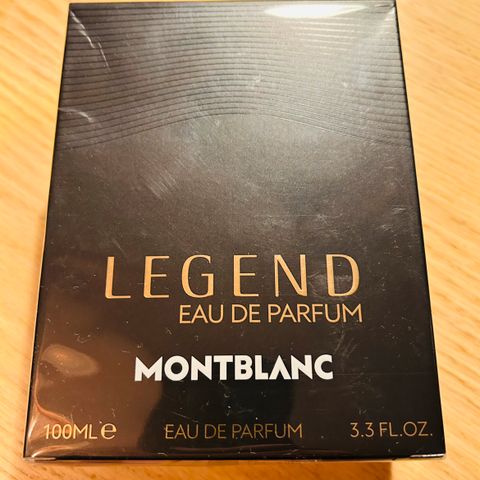 LEGEND
EAU DE PARFUM
MONTBLANC
100ML ℮ EAU DE PARFUM 3.3 FL.OZ.